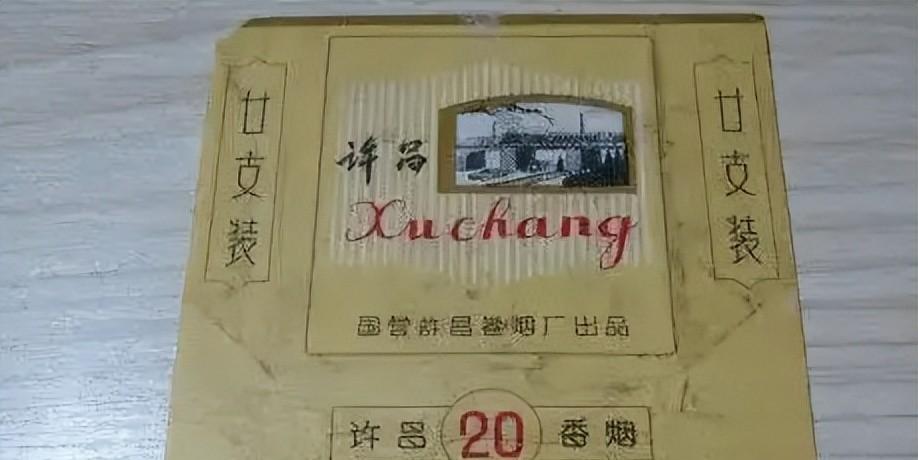 廿支装
许昌
Xuchang
国营许昌卷烟厂出品
廿支装
许昌 20 香烟